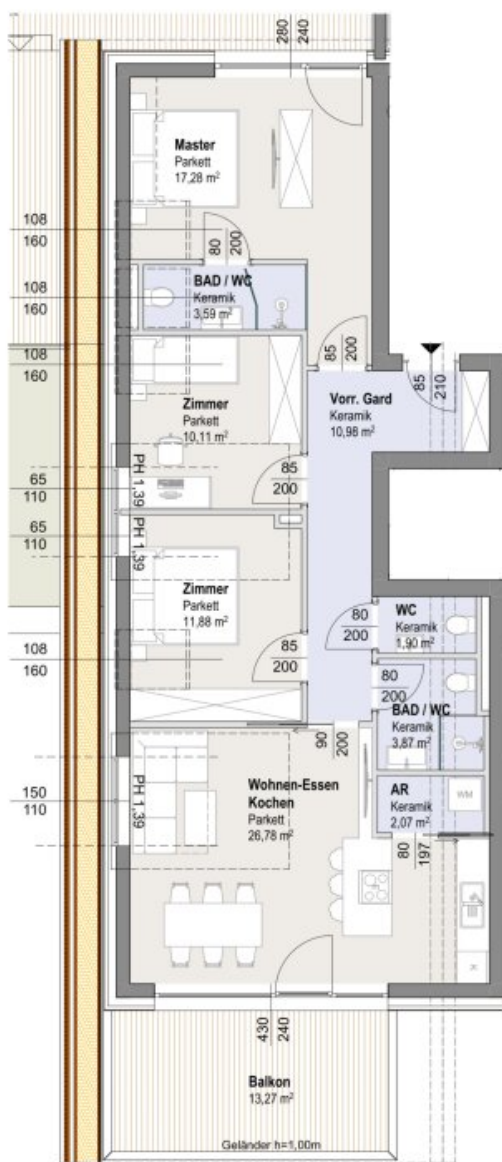 280
240
Master
Parkett
17,28 m²
108
160
80
200
108
160
BAD / WC
Keramik
3,59 m²
108
160
85
200
85
210
Zimmer
Parkett
10,11 m²
Vorr. Gard
Keramik
10,98 m²
65
110
PH 1,39
85
200
65
110
PH 1,39
Zimmer
Parkett
11,88 m²
80
200
WC
Keramik
1,90 m²
108
160
85
200
80
200
BAD / WC
Keramik
3,87 m²
90
200
150
110
PH 1,39
Wohnen-Essen
Kochen
Parkett
26,78 m²
AR
Keramik
2,07 m²
WM
80
197
K
430
240
Balkon
13,27 m²
Geländer h=1,00m